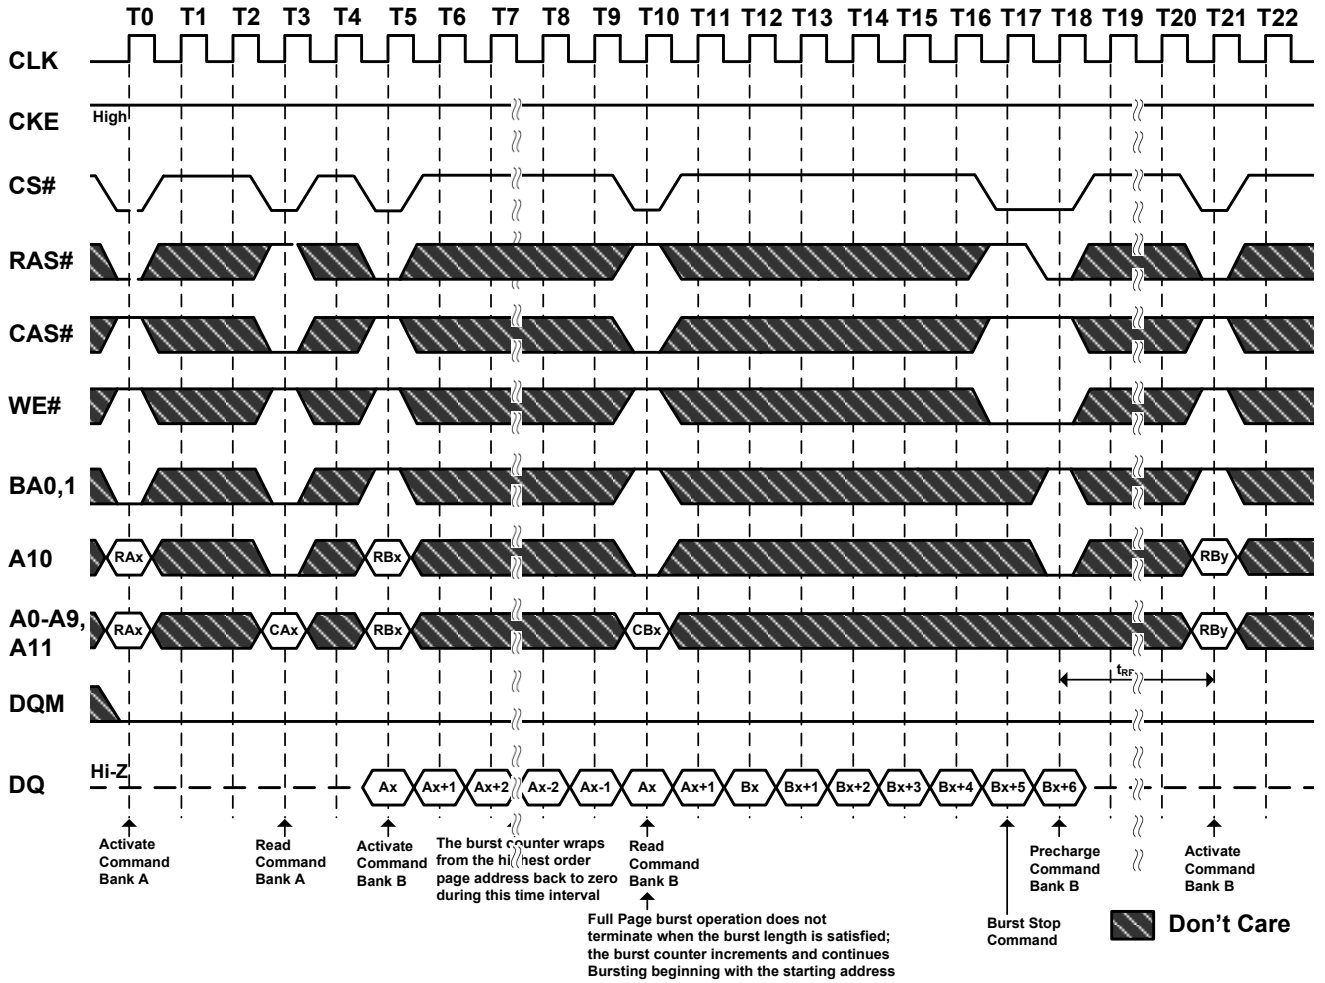 T0 T1 T2 T3 T4 T5 T6 T7 T8 T9 T10 T11 T12 T13 T14 T15 T16 T17 T18 T19 T20 T21 T22
CLK
CKE
High
CS#
RAS#
CAS#
WE#
BA0,1
A10
RAx RBx RBy
A0-A9,
A11
RAx CAx RBx CBx RBy
DQM
DQ
Hi-Z
Ax Ax+1 Ax+2 Ax-2 Ax-1 Ax Ax+1 Bx Bx+1 Bx+2 Bx+3 Bx+4 Bx+5 Bx+6
Activate
Command
Bank A
Read
Command
Bank A
Activate
Command
Bank B
The burst counter wraps
from the highest order
page address back to zero
during this time interval
Read
Command
Bank B
Full Page burst operation does not
terminate when the burst length is satisfied;
the burst counter increments and continues
Bursting beginning with the starting address
Burst Stop
Command
Precharge
Command
Bank B
Activate
Command
Bank B
Don't Care